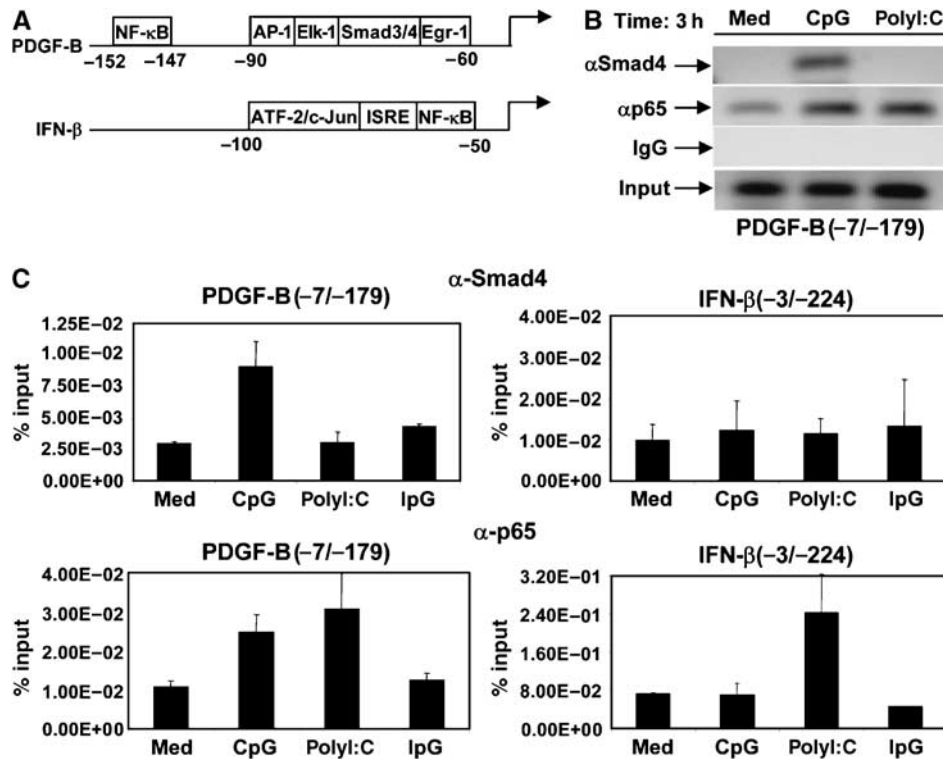 A
NF-κB AP-1 Elk-1 Smad3/4 Egr-1
PDGF-B
−152 −147 −90 −60
ATF-2/c-Jun ISRE NF-κB
IFN-β
−100 −50
B Time: 3 h Med CpG PolyI:C
αSmad4
αp65
IgG
Input
PDGF-B(−7/−179)
C
α-Smad4
PDGF-B(−7/−179)
% input
1.25E−02
1.00E−02
7.50E−03
5.00E−03
2.50E−03
0.00E+00
Med CpG PolyI:C IpG
IFN-β(−3/−224)
% input
4.00E−02
3.00E−02
2.00E−02
1.00E−02
0.00E+00
Med CpG PolyI:C IpG
α-p65
PDGF-B(−7/−179)
% input
4.00E−02
3.00E−02
2.00E−02
1.00E−02
0.00E+00
Med CpG PolyI:C IpG
IFN-β(−3/−224)
% input
3.20E−01
2.40E−01
1.60E−01
8.00E−02
0.00E+00
Med CpG PolyI:C IpG